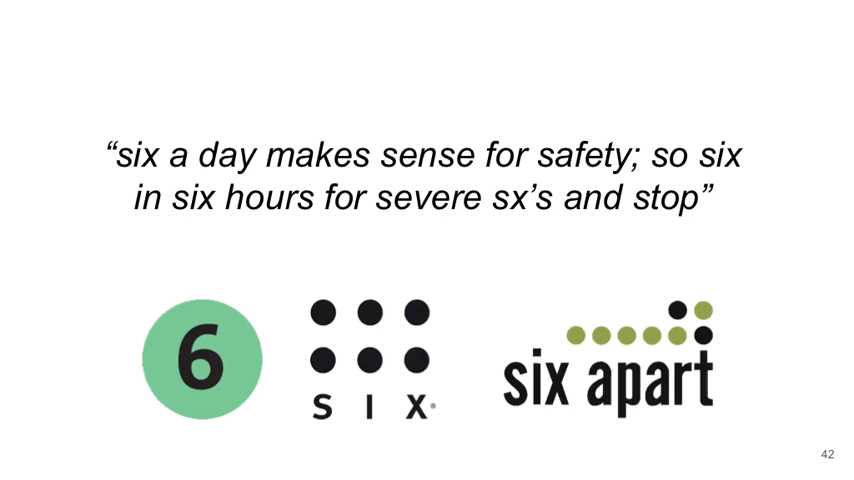 “six a day makes sense for safety; so six
in six hours for severe sx’s and stop”
6
S I X
six apart
42